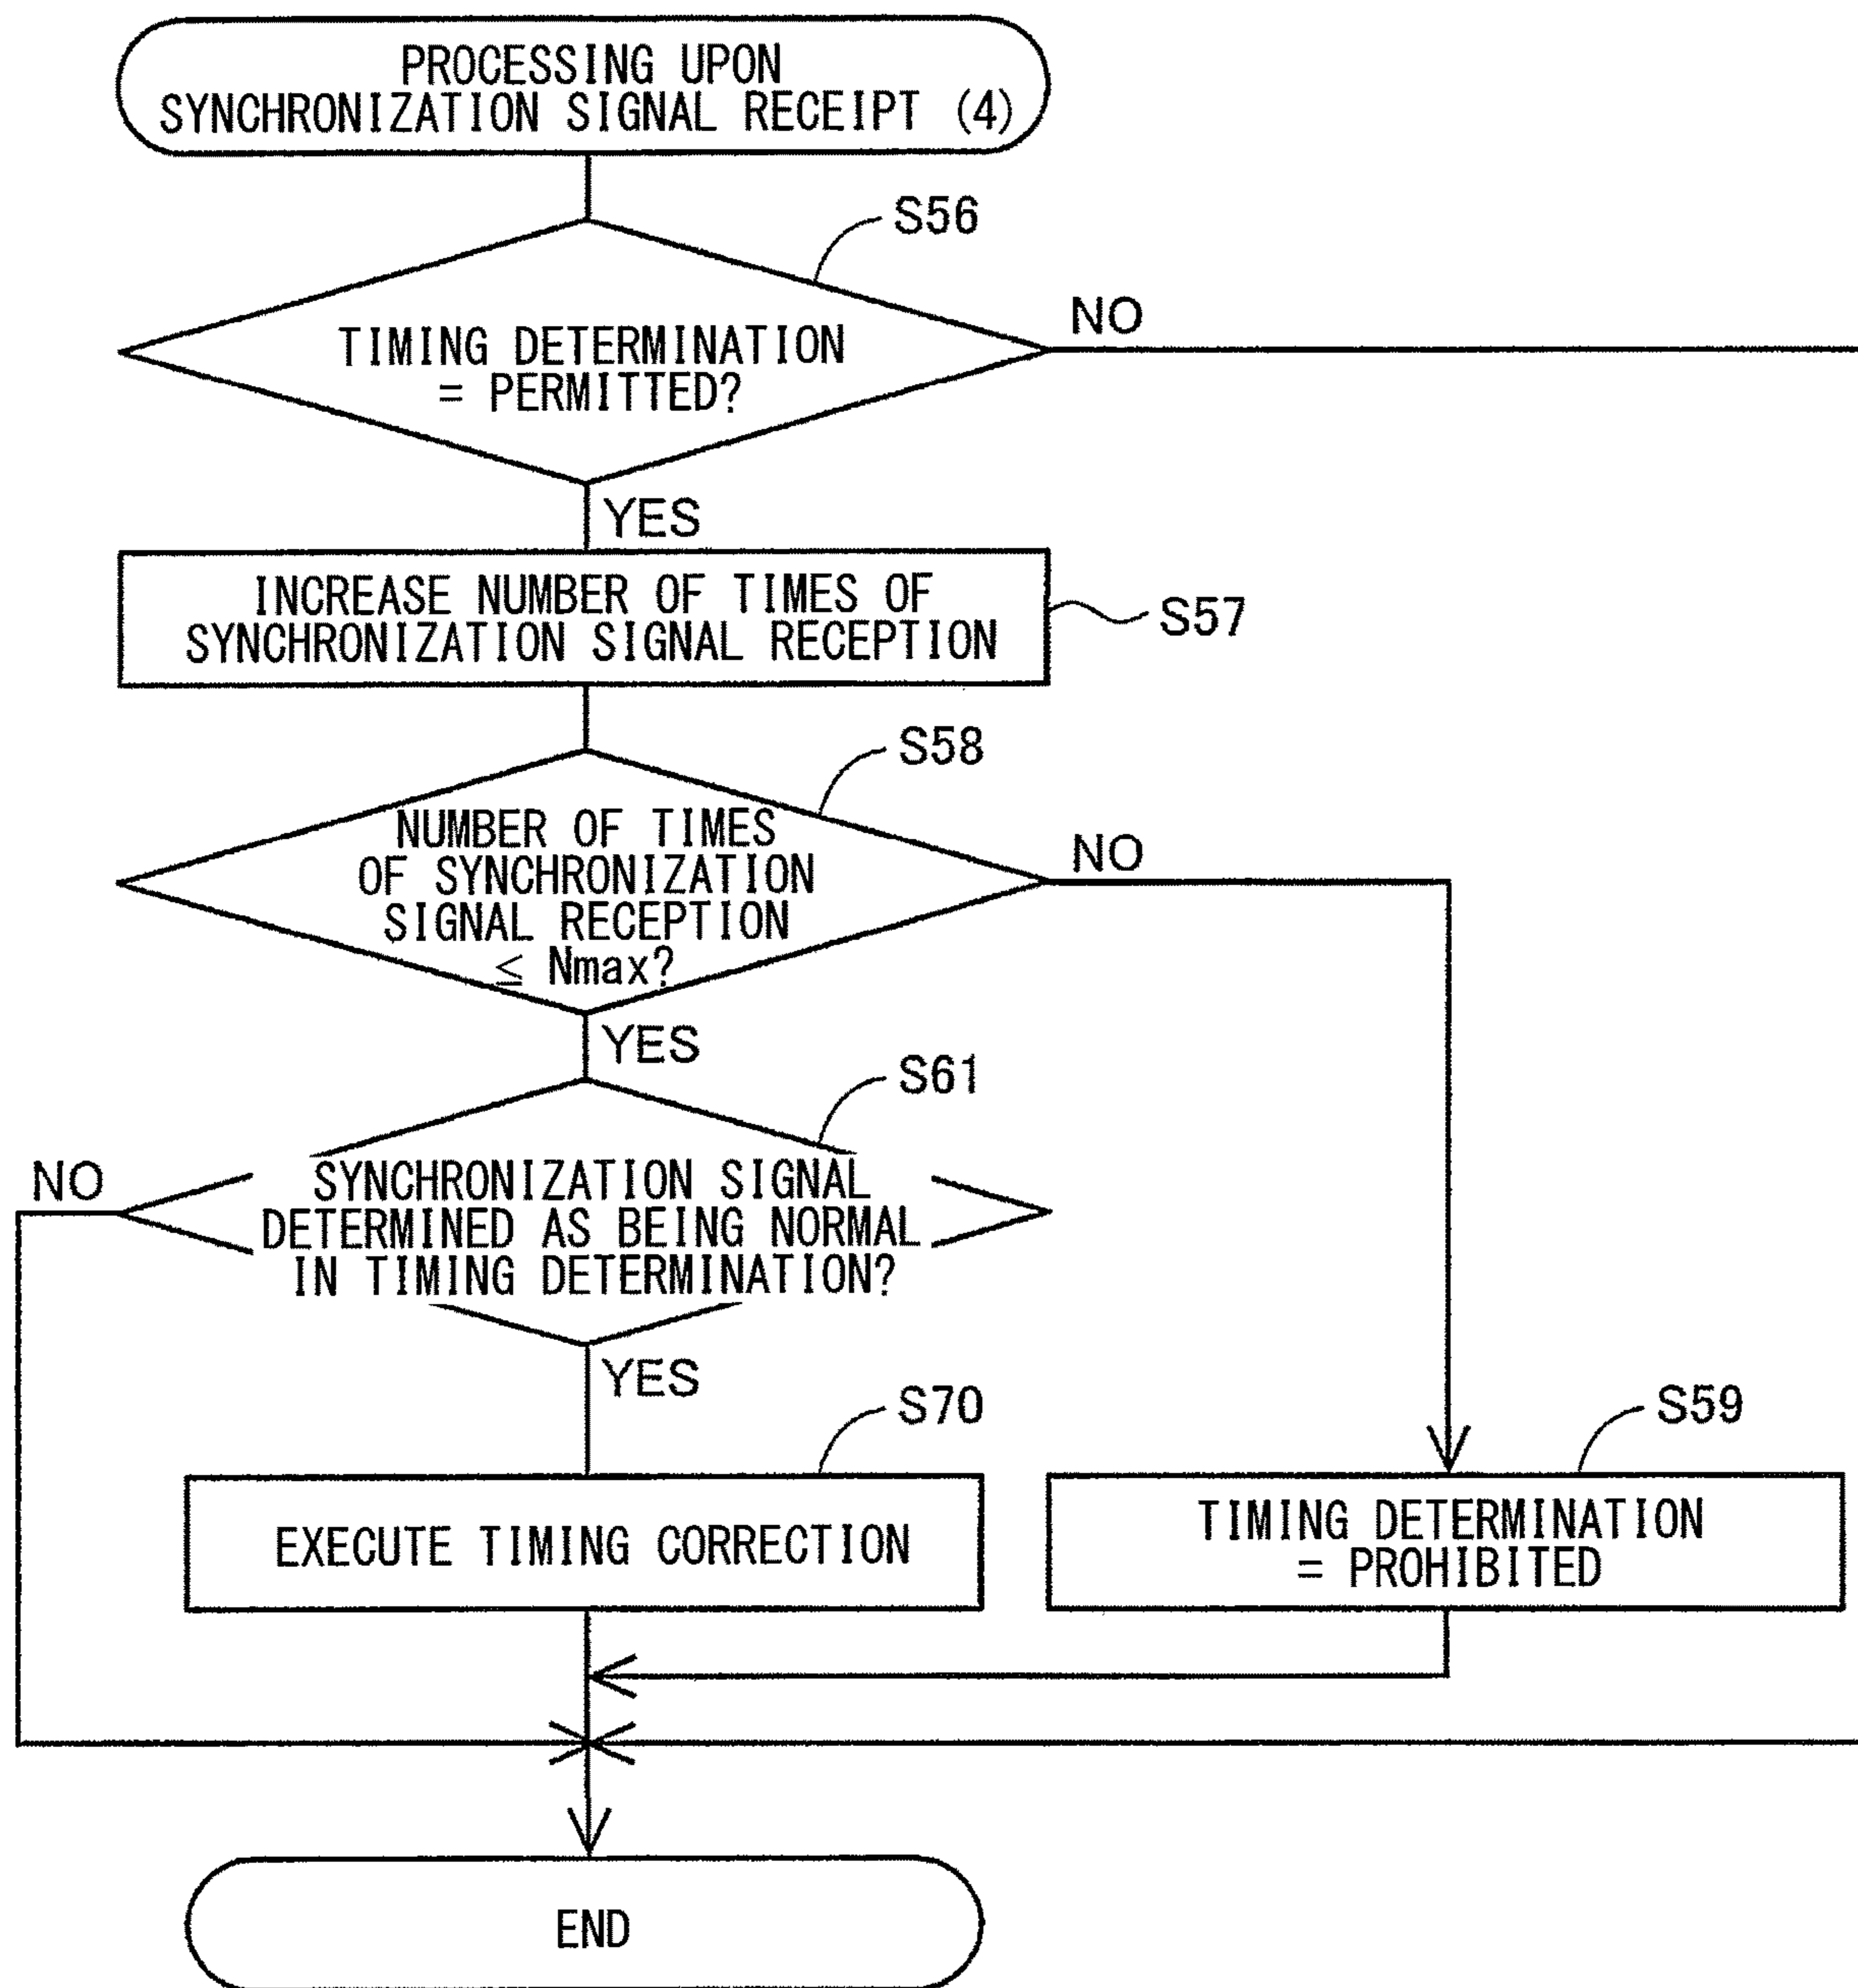 PROCESSING UPON
SYNCHRONIZATION SIGNAL RECEIPT (4)
S56
TIMING DETERMINATION
= PERMITTED?
NO
YES
INCREASE NUMBER OF TIMES OF
SYNCHRONIZATION SIGNAL RECEPTION
S57
S58
NUMBER OF TIMES
OF SYNCHRONIZATION
SIGNAL RECEPTION
≦ Nmax?
NO
YES
S61
NO
SYNCHRONIZATION SIGNAL
DETERMINED AS BEING NORMAL
IN TIMING DETERMINATION?
YES
S70
S59
EXECUTE TIMING CORRECTION
TIMING DETERMINATION
= PROHIBITED
END